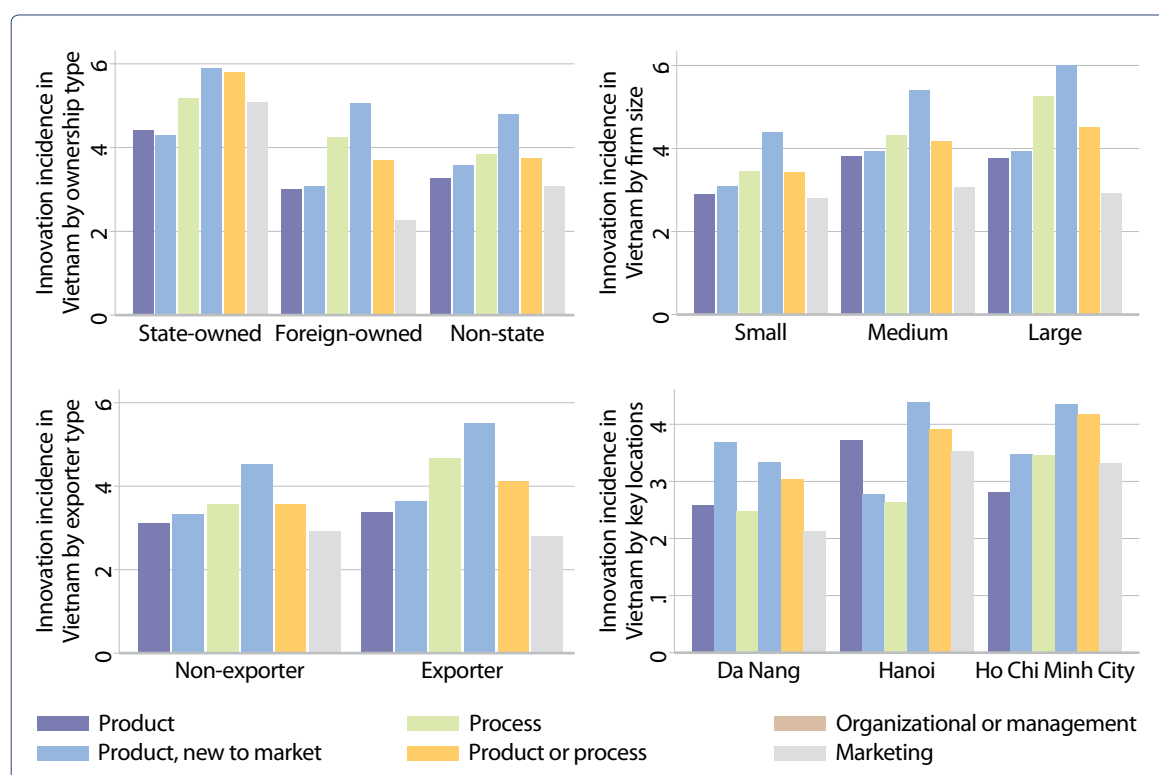 Innovation incidence in
Vietnam by ownership type
6
4
2
0
State-owned Foreign-owned Non-state
Innovation incidence in
Vietnam by firm size
6
4
2
0
Small Medium Large
Innovation incidence in
Vietnam by exporter type
6
4
2
0
Non-exporter Exporter
Innovation incidence in
Vietnam by key locations
.4
.3
.2
.1
0
Da Nang Hanoi Ho Chi Minh City
Product Process Organizational or management
Product, new to market Product or process Marketing